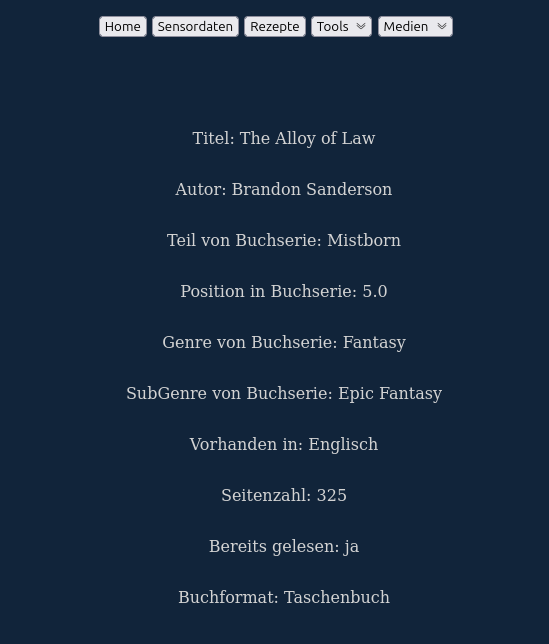 Home Sensordaten Rezepte Tools Medien
Titel: The Alloy of Law
Autor: Brandon Sanderson
Teil von Buchserie: Mistborn
Position in Buchserie: 5.0
Genre von Buchserie: Fantasy
SubGenre von Buchserie: Epic Fantasy
Vorhanden in: Englisch
Seitenzahl: 325
Bereits gelesen: ja
Buchformat: Taschenbuch